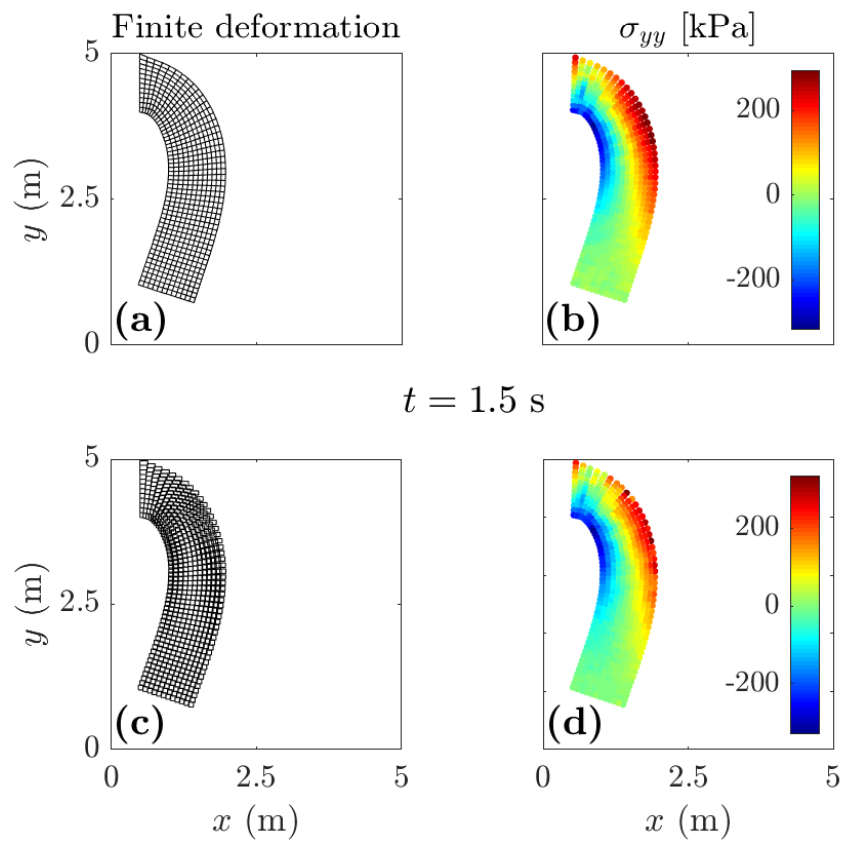 Finite deformation
σyy [kPa]
5
y (m)
2.5
0
(a)
200
0
-200
(b)
t = 1.5 s
5
y (m)
2.5
0
(c)
0
2.5
5
x (m)
200
0
-200
(d)
0
2.5
5
x (m)